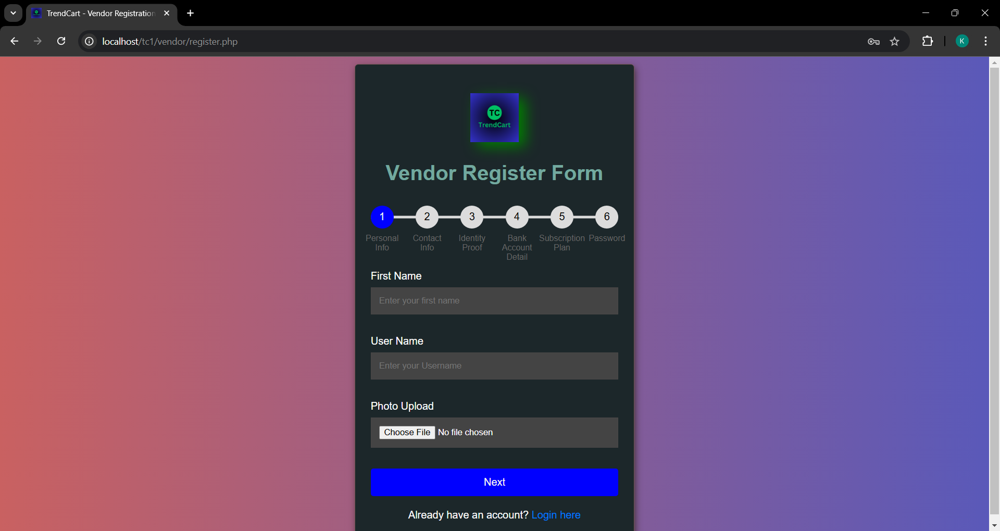 TrendCart - Vendor Registration
localhost/tc1/vendor/register.php
K
TC
TrendCart
Vendor Register Form
1 2 3 4 5 6
Personal Info
Contact Info
Identity Proof
Bank Account Detail
Subscription Plan
Password
First Name
Enter your first name
User Name
Enter your Username
Photo Upload
Choose File No file chosen
Next
Already have an account? Login here